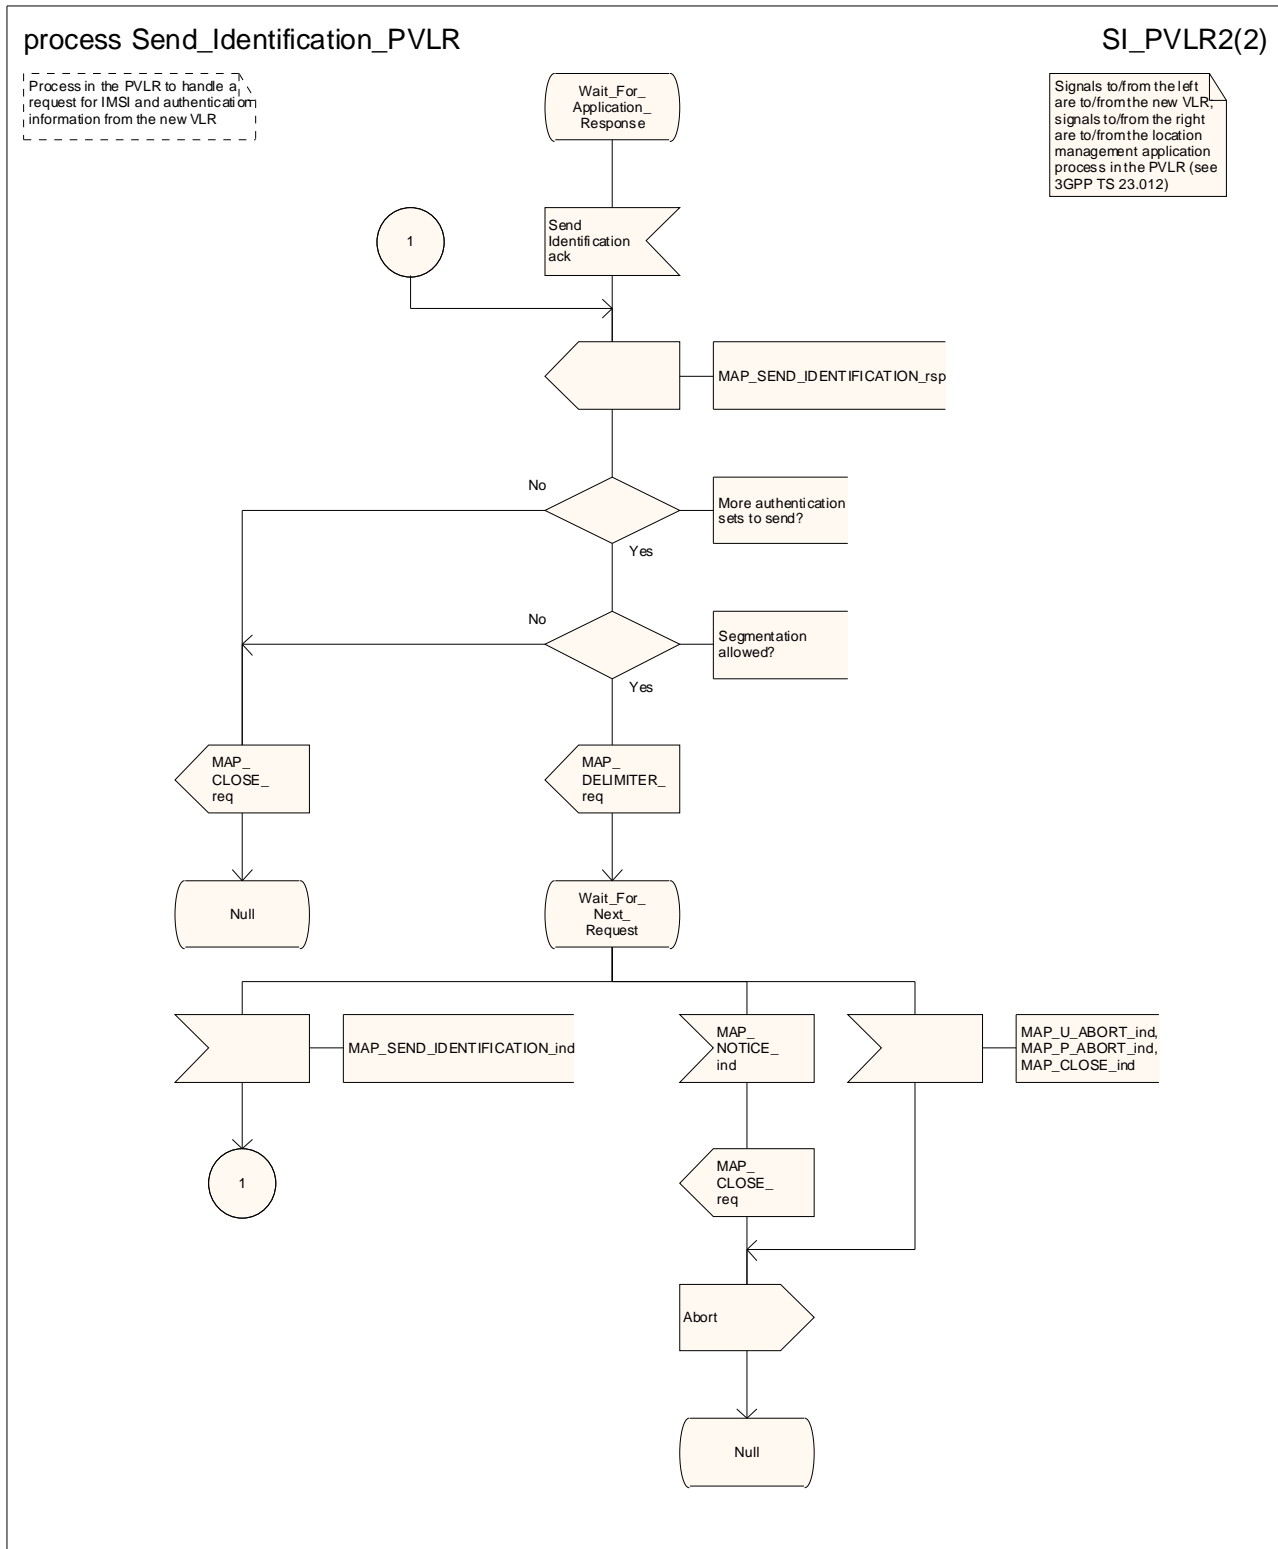 process Send_Identification_PVLR
SI_PVLR2(2)
Process in the PVLR to handle a
request for IMSI and authentication
information from the new VLR
Signals to/from the left
are to/from the new VLR;
signals to/from the right
are to/from the location
management application
process in the PVLR (see
3GPP TS 23.012)
Wait_For_
Application_
Response
1
Send
Identification
ack
MAP_SEND_IDENTIFICATION_rsp
No
More authentication
sets to send?
Yes
No
Segmentation
allowed?
Yes
MAP_
CLOSE_
req
MAP_
DELIMITER_
req
Null
Wait_For_
Next_
Request
MAP_SEND_IDENTIFICATION_ind
MAP_
NOTICE_
ind
MAP_U_ABORT_ind,
MAP_P_ABORT_ind,
MAP_CLOSE_ind
1
MAP_
CLOSE_
req
Abort
Null